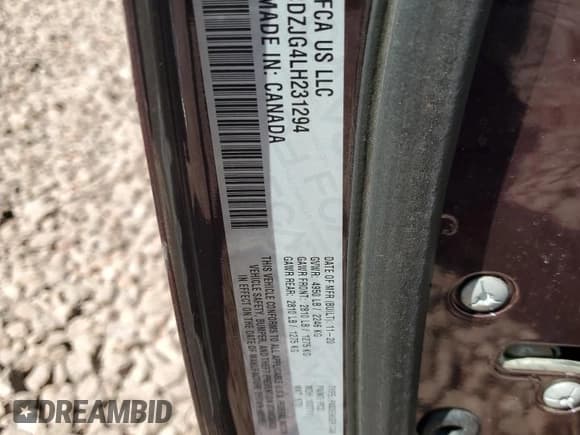 FCA US LLC
DZJG4LH231294
MADE IN: CANADA
DATE OF MFR (BUILT): 11-20
GVWR: 4950 LB / 2245 KG
GAWR FRONT: 2810 LB / 1275 KG
GAWR REAR: 2810 LB / 1275 KG
THIS VEHICLE CONFORMS TO ALL APPLICABLE
VEHICLE SAFETY, BUMPER, AND THEFT PREVENTION
IN EFFECT ON THE DATE OF MANUFACTURE
DREAMBID